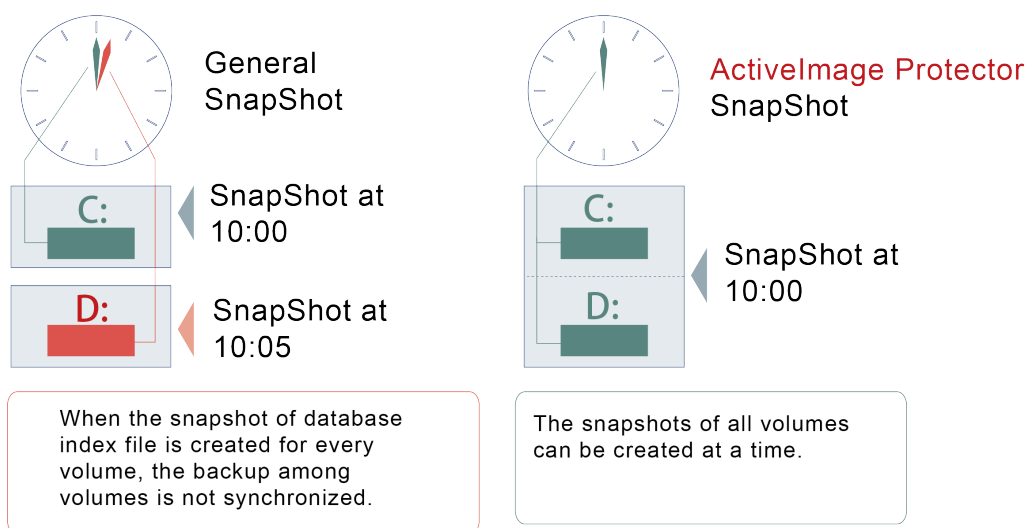 General
SnapShot
C:
SnapShot at
10:00
D:
SnapShot at
10:05
When the snapshot of database
index file is created for every
volume, the backup among
volumes is not synchronized.
ActiveImage Protector
SnapShot
C:
D:
SnapShot at
10:00
The snapshots of all volumes
can be created at a time.